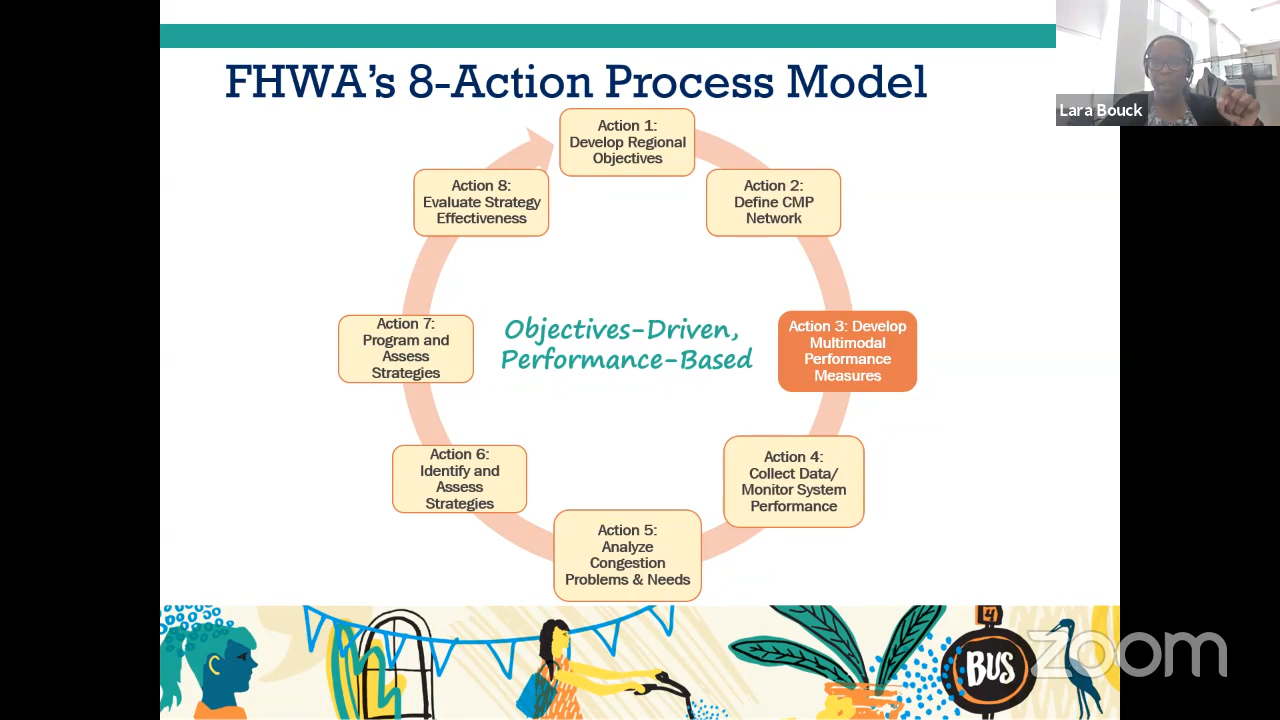 FHWA's 8-Action Process Model
Lara Bouck
Action 1:
Develop Regional
Objectives
Action 2:
Define CMP
Network
Action 3: Develop
Multimodal
Performance
Measures
Action 4:
Collect Data/
Monitor System
Performance
Action 5:
Analyze
Congestion
Problems & Needs
Action 6:
Identify and
Assess
Strategies
Action 7:
Program and
Assess
Strategies
Action 8:
Evaluate Strategy
Effectiveness
Objectives-Driven,
Performance-Based
4
BUS
zoom